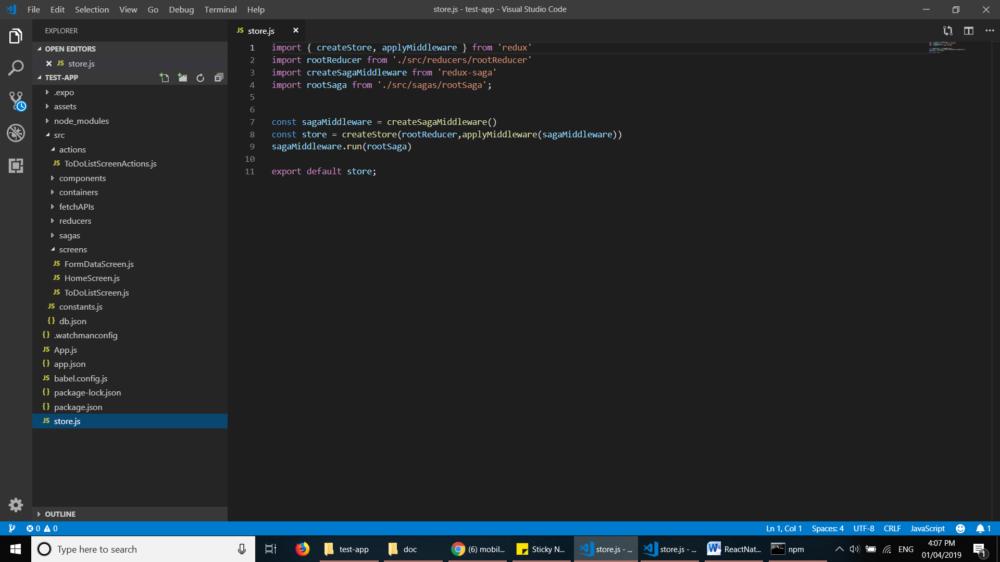 File Edit Selection View Go Debug Terminal Help
store.js - test-app - Visual Studio Code
EXPLORER
OPEN EDITORS
JS store.js
TEST-APP
.expo
assets
node_modules
src
actions
JS ToDoListScreenActions.js
components
containers
fetchAPIs
reducers
sagas
screens
JS FormDataScreen.js
JS HomeScreen.js
JS ToDoListScreen.js
JS constants.js
{} db.json
{} .watchmanconfig
JS App.js
{} app.json
JS babel.config.js
{} package-lock.json
{} package.json
JS store.js
OUTLINE
JS store.js
1 import { createStore, applyMiddleware } from 'redux'
2 import rootReducer from './src/reducers/rootReducer'
3 import createSagaMiddleware from 'redux-saga'
4 import rootSaga from './src/sagas/rootSaga';
5
6
7 const sagaMiddleware = createSagaMiddleware()
8 const store = createStore(rootReducer,applyMiddleware(sagaMiddleware))
9 sagaMiddleware.run(rootSaga)
10
11 export default store;
0 0
Ln 1, Col 1 Spaces: 4 UTF-8 CRLF JavaScript 1
Type here to search
test-app
doc
(6) mobil...
Sticky N...
store.js - ...
store.js - ...
ReactNat...
npm
ENG
4:07 PM
01/04/2019
1